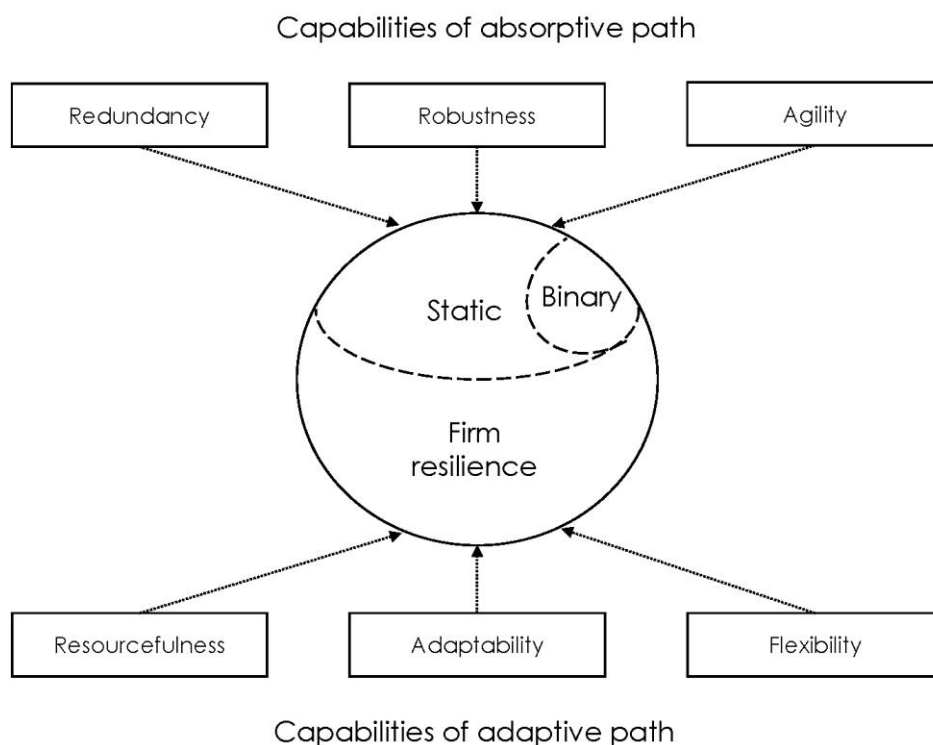 Capabilities of absorptive path
Redundancy
Robustness
Agility
Static
Binary
Firm
resilience
Resourcefulness
Adaptability
Flexibility
Capabilities of adaptive path